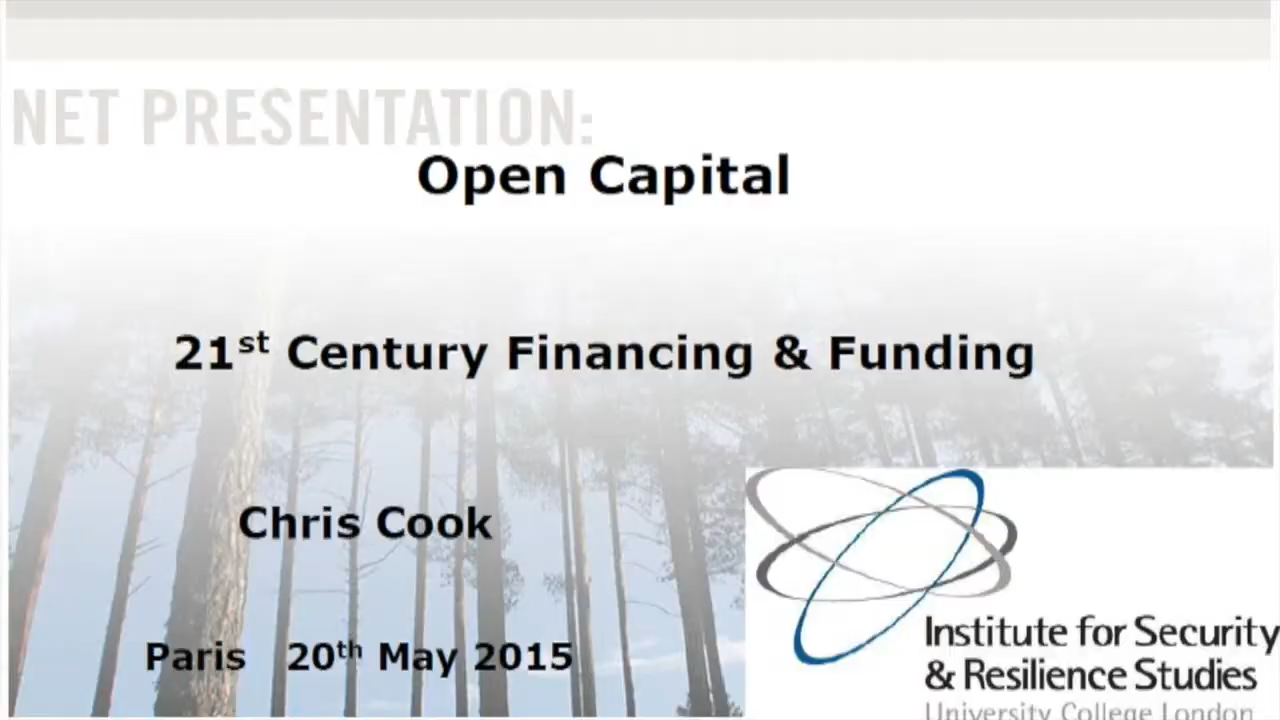 NET PRESENTATION:
Open Capital
21st Century Financing & Funding
Chris Cook
Paris 20th May 2015
Institute for Security
& Resilience Studies
University College London